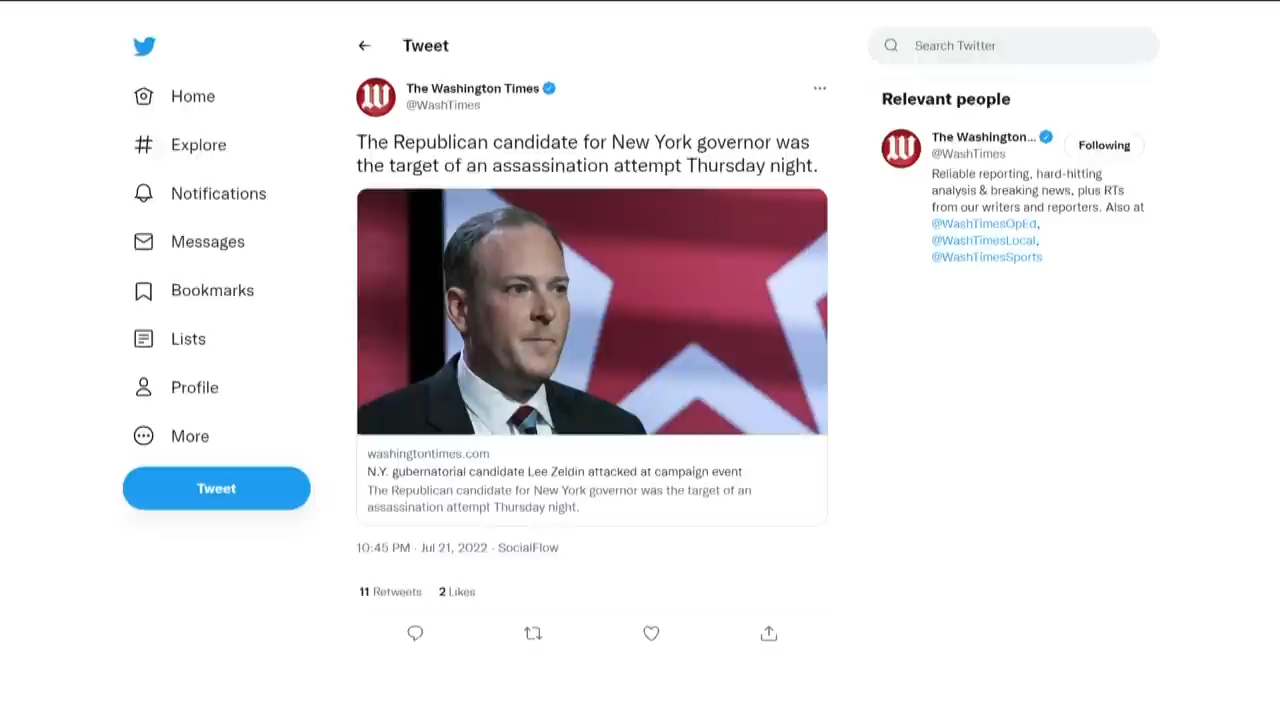 Home
Explore
Notifications
Messages
Bookmarks
Lists
Profile
More
Tweet
Tweet
The Washington Times
@WashTimes
The Republican candidate for New York governor was
the target of an assassination attempt Thursday night.
washingtontimes.com
N.Y. gubernatorial candidate Lee Zeldin attacked at campaign event
The Republican candidate for New York governor was the target of an
assassination attempt Thursday night.
10:45 PM · Jul 21, 2022 · SocialFlow
11 Retweets 2 Likes
Search Twitter
Relevant people
The Washington...
@WashTimes
Following
Reliable reporting, hard-hitting
analysis & breaking news, plus RTs
from our writers and reporters. Also at
@WashTimesOpEd,
@WashTimesLocal,
@WashTimesSports